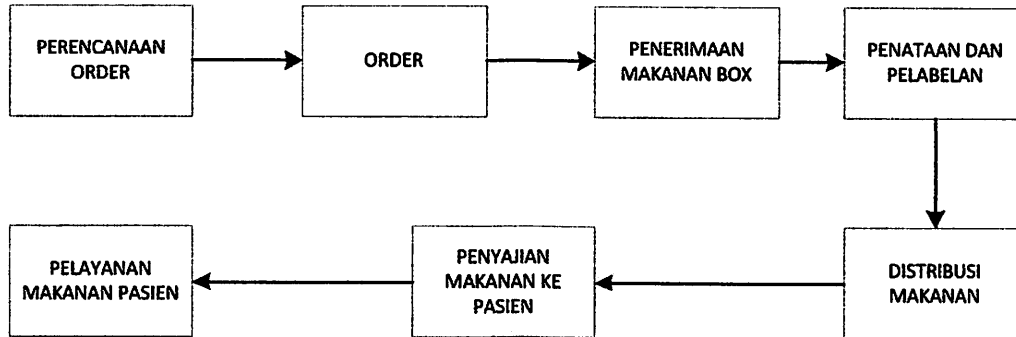 PERENCANAAN
ORDER
ORDER
PENERIMAAN
MAKANAN BOX
PENATAAN DAN
PELABELAN
DISTRIBUSI
MAKANAN
PENYAJIAN
MAKANAN KE
PASIEN
PELAYANAN
MAKANAN PASIEN